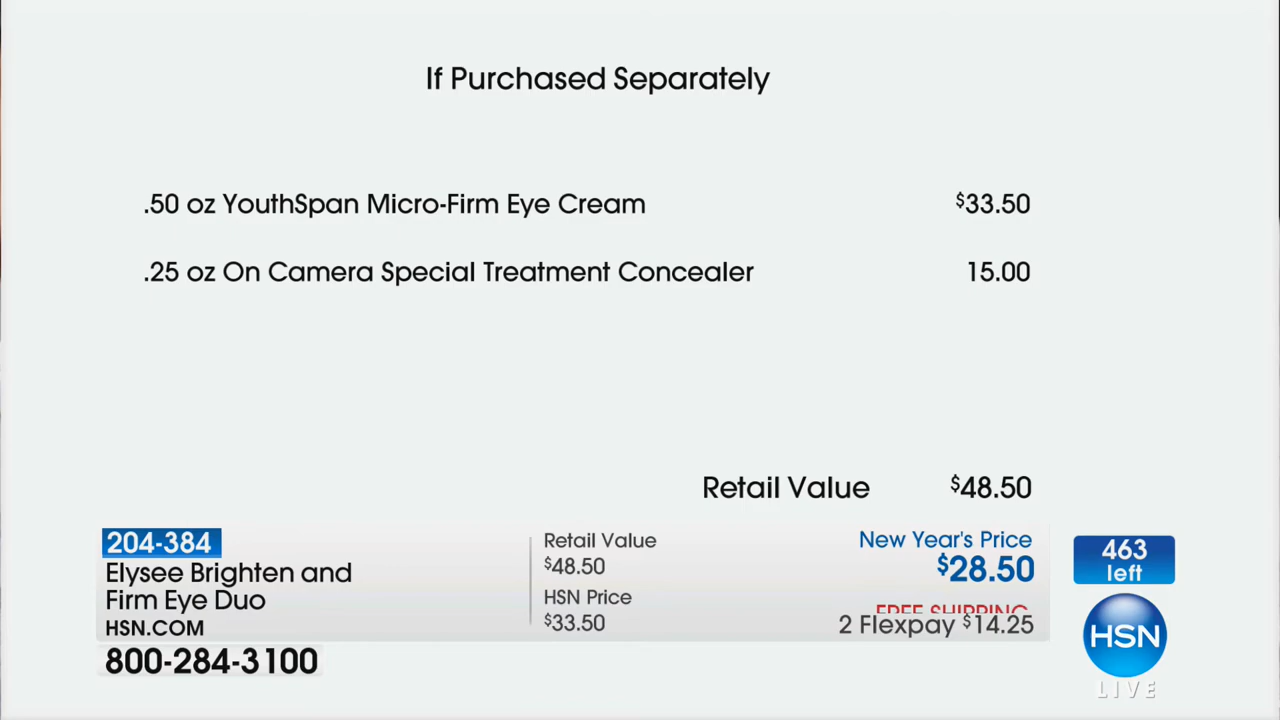 If Purchased Separately
.50 oz YouthSpan Micro-Firm Eye Cream $33.50
.25 oz On Camera Special Treatment Concealer 15.00
Retail Value $48.50
204-384
Elysee Brighten and
Firm Eye Duo
HSN.COM
800-284-3100
Retail Value
$48.50
HSN Price
$33.50
New Year's Price
$28.50
FREE SHIPPING
2 Flexpay $14.25
463
left
HSN
LIVE